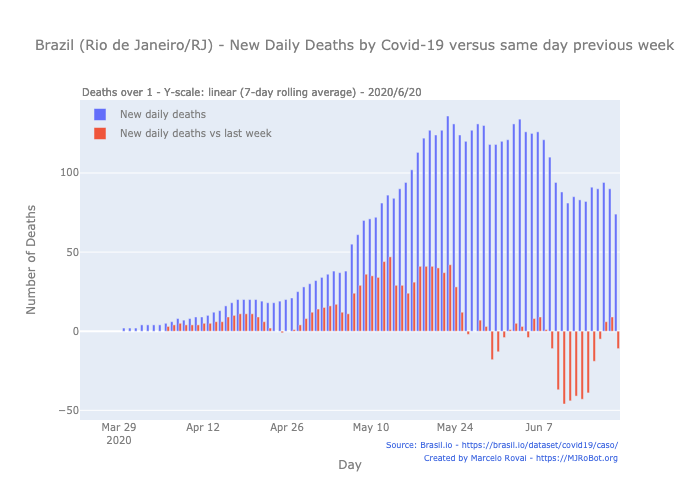 Brazil (Rio de Janeiro/RJ) - New Daily Deaths by Covid-19 versus same day previous week
Deaths over 1 - Y-scale: linear (7-day rolling average) - 2020/6/20
New daily deaths
New daily deaths vs last week
Number of Deaths
100
50
0
−50
Mar 29 Apr 12 Apr 26 May 10 May 24 Jun 7
2020
Day
Source: Brasil.io - https://brasil.io/dataset/covid19/caso/
Created by Marcelo Rovai - https://MJRoBot.org